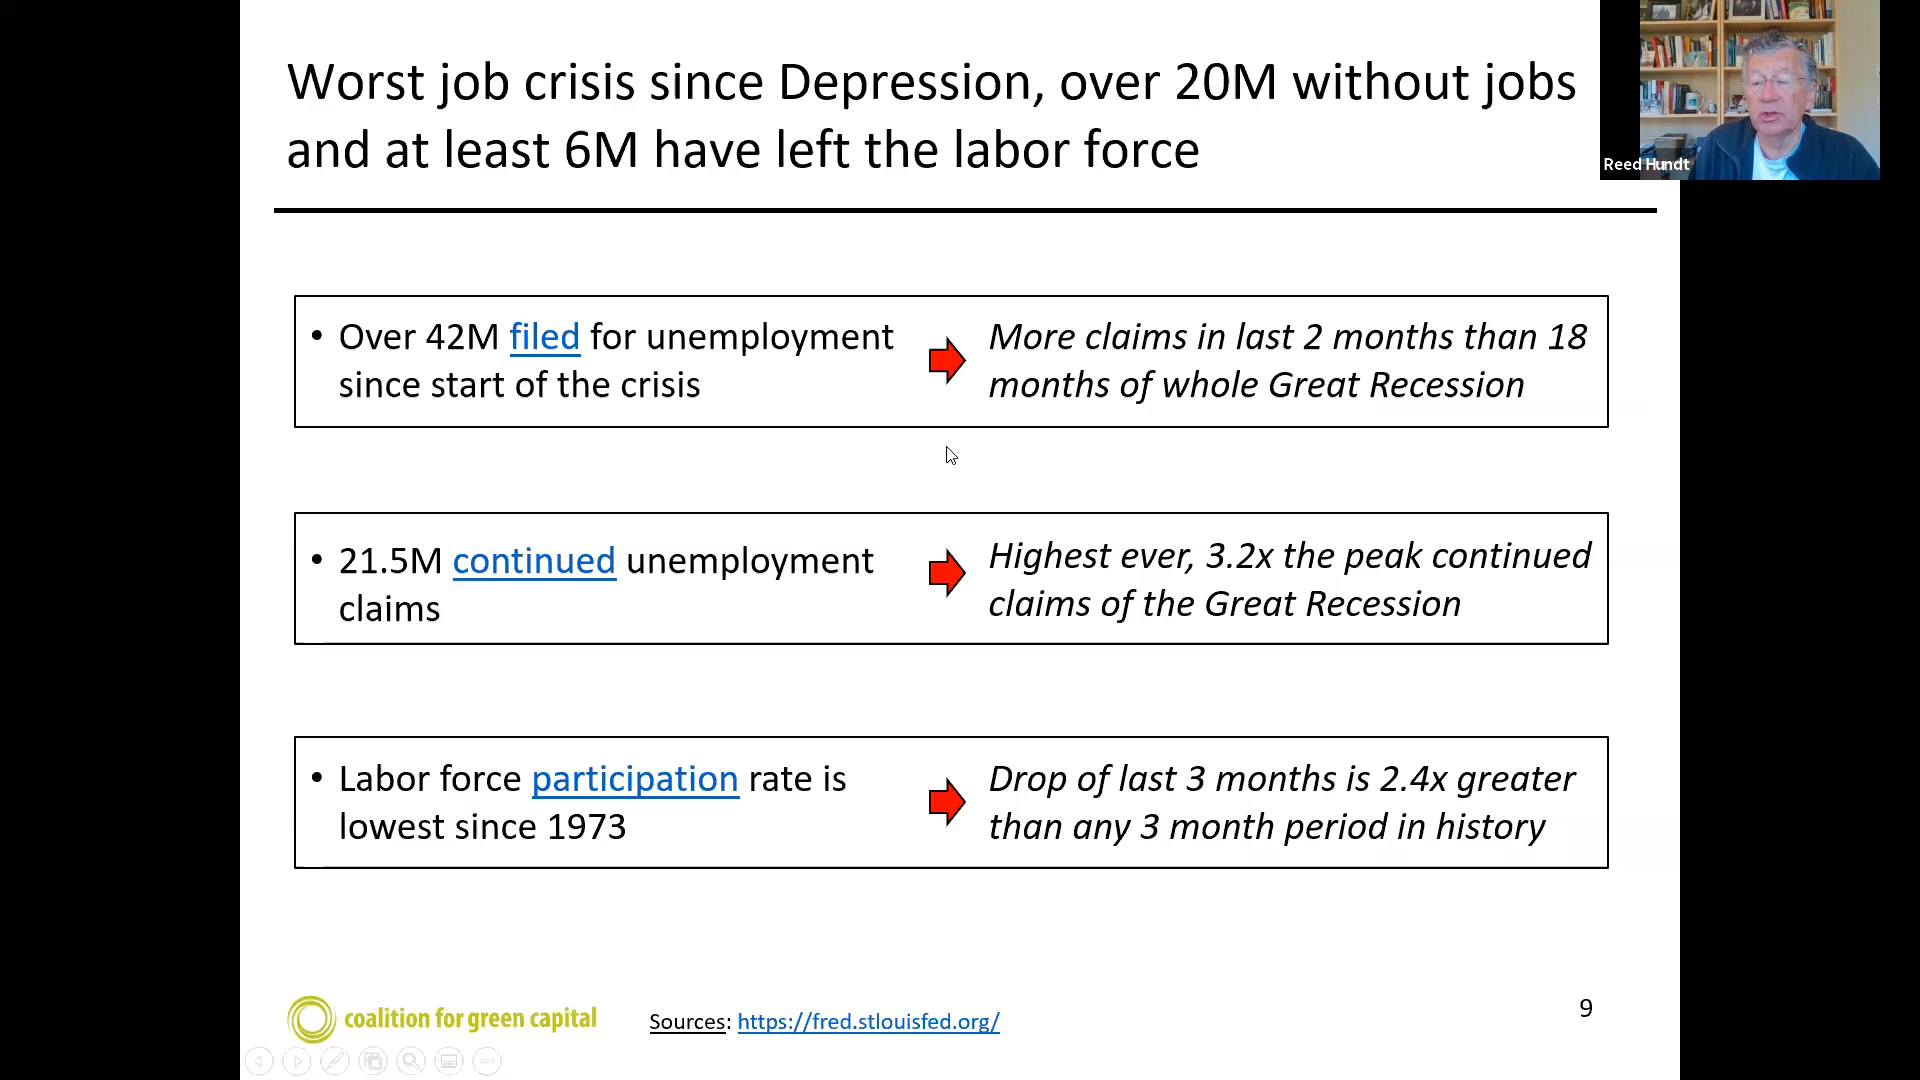 Worst job crisis since Depression, over 20M without jobs
and at least 6M have left the labor force
Reed Hundt
• Over 42M filed for unemployment
since start of the crisis
More claims in last 2 months than 18
months of whole Great Recession
• 21.5M continued unemployment
claims
Highest ever, 3.2x the peak continued
claims of the Great Recession
• Labor force participation rate is
lowest since 1973
Drop of last 3 months is 2.4x greater
than any 3 month period in history
coalition for green capital
Sources: https://fred.stlouisfed.org/
9